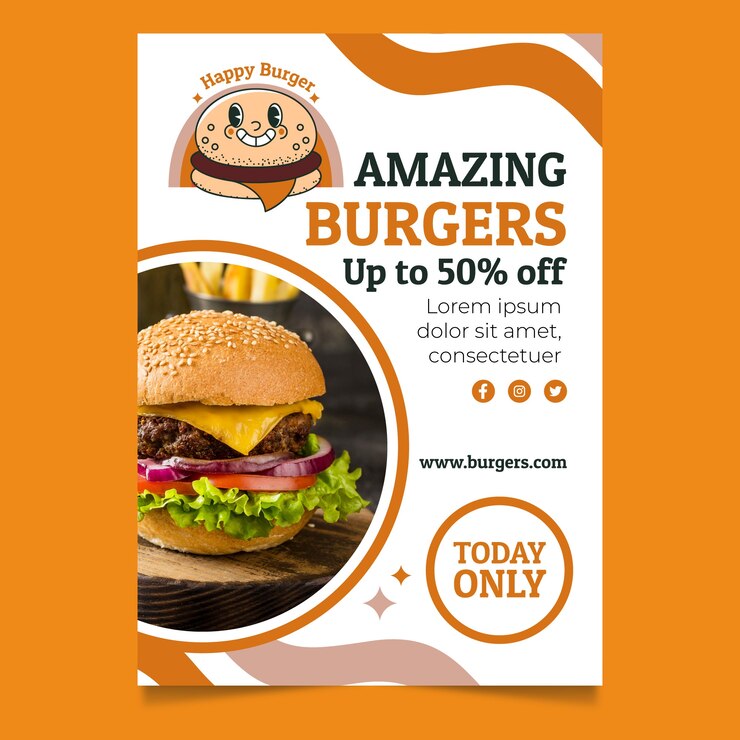 Happy Burger
AMAZING
BURGERS
Up to 50% off
Lorem ipsum
dolor sit amet,
consectetuer
www.burgers.com
TODAY
ONLY